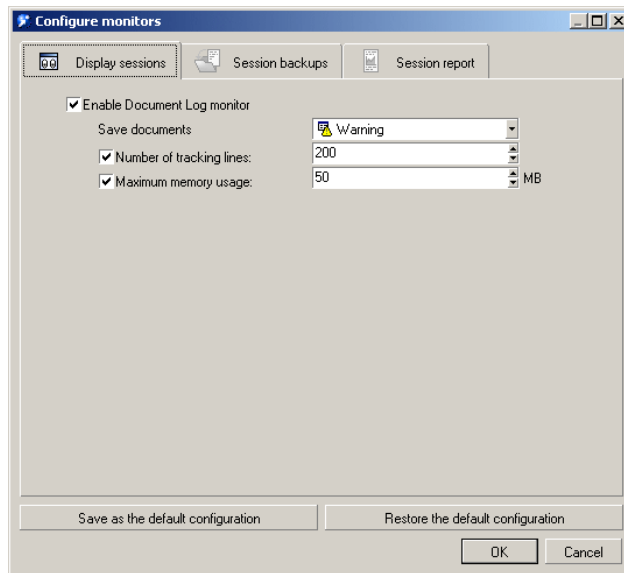 Configure monitors
Display sessions Session backups Session report
Enable Document Log monitor
Save documents Warning
Number of tracking lines: 200
Maximum memory usage: 50 MB
Save as the default configuration Restore the default configuration
OK Cancel